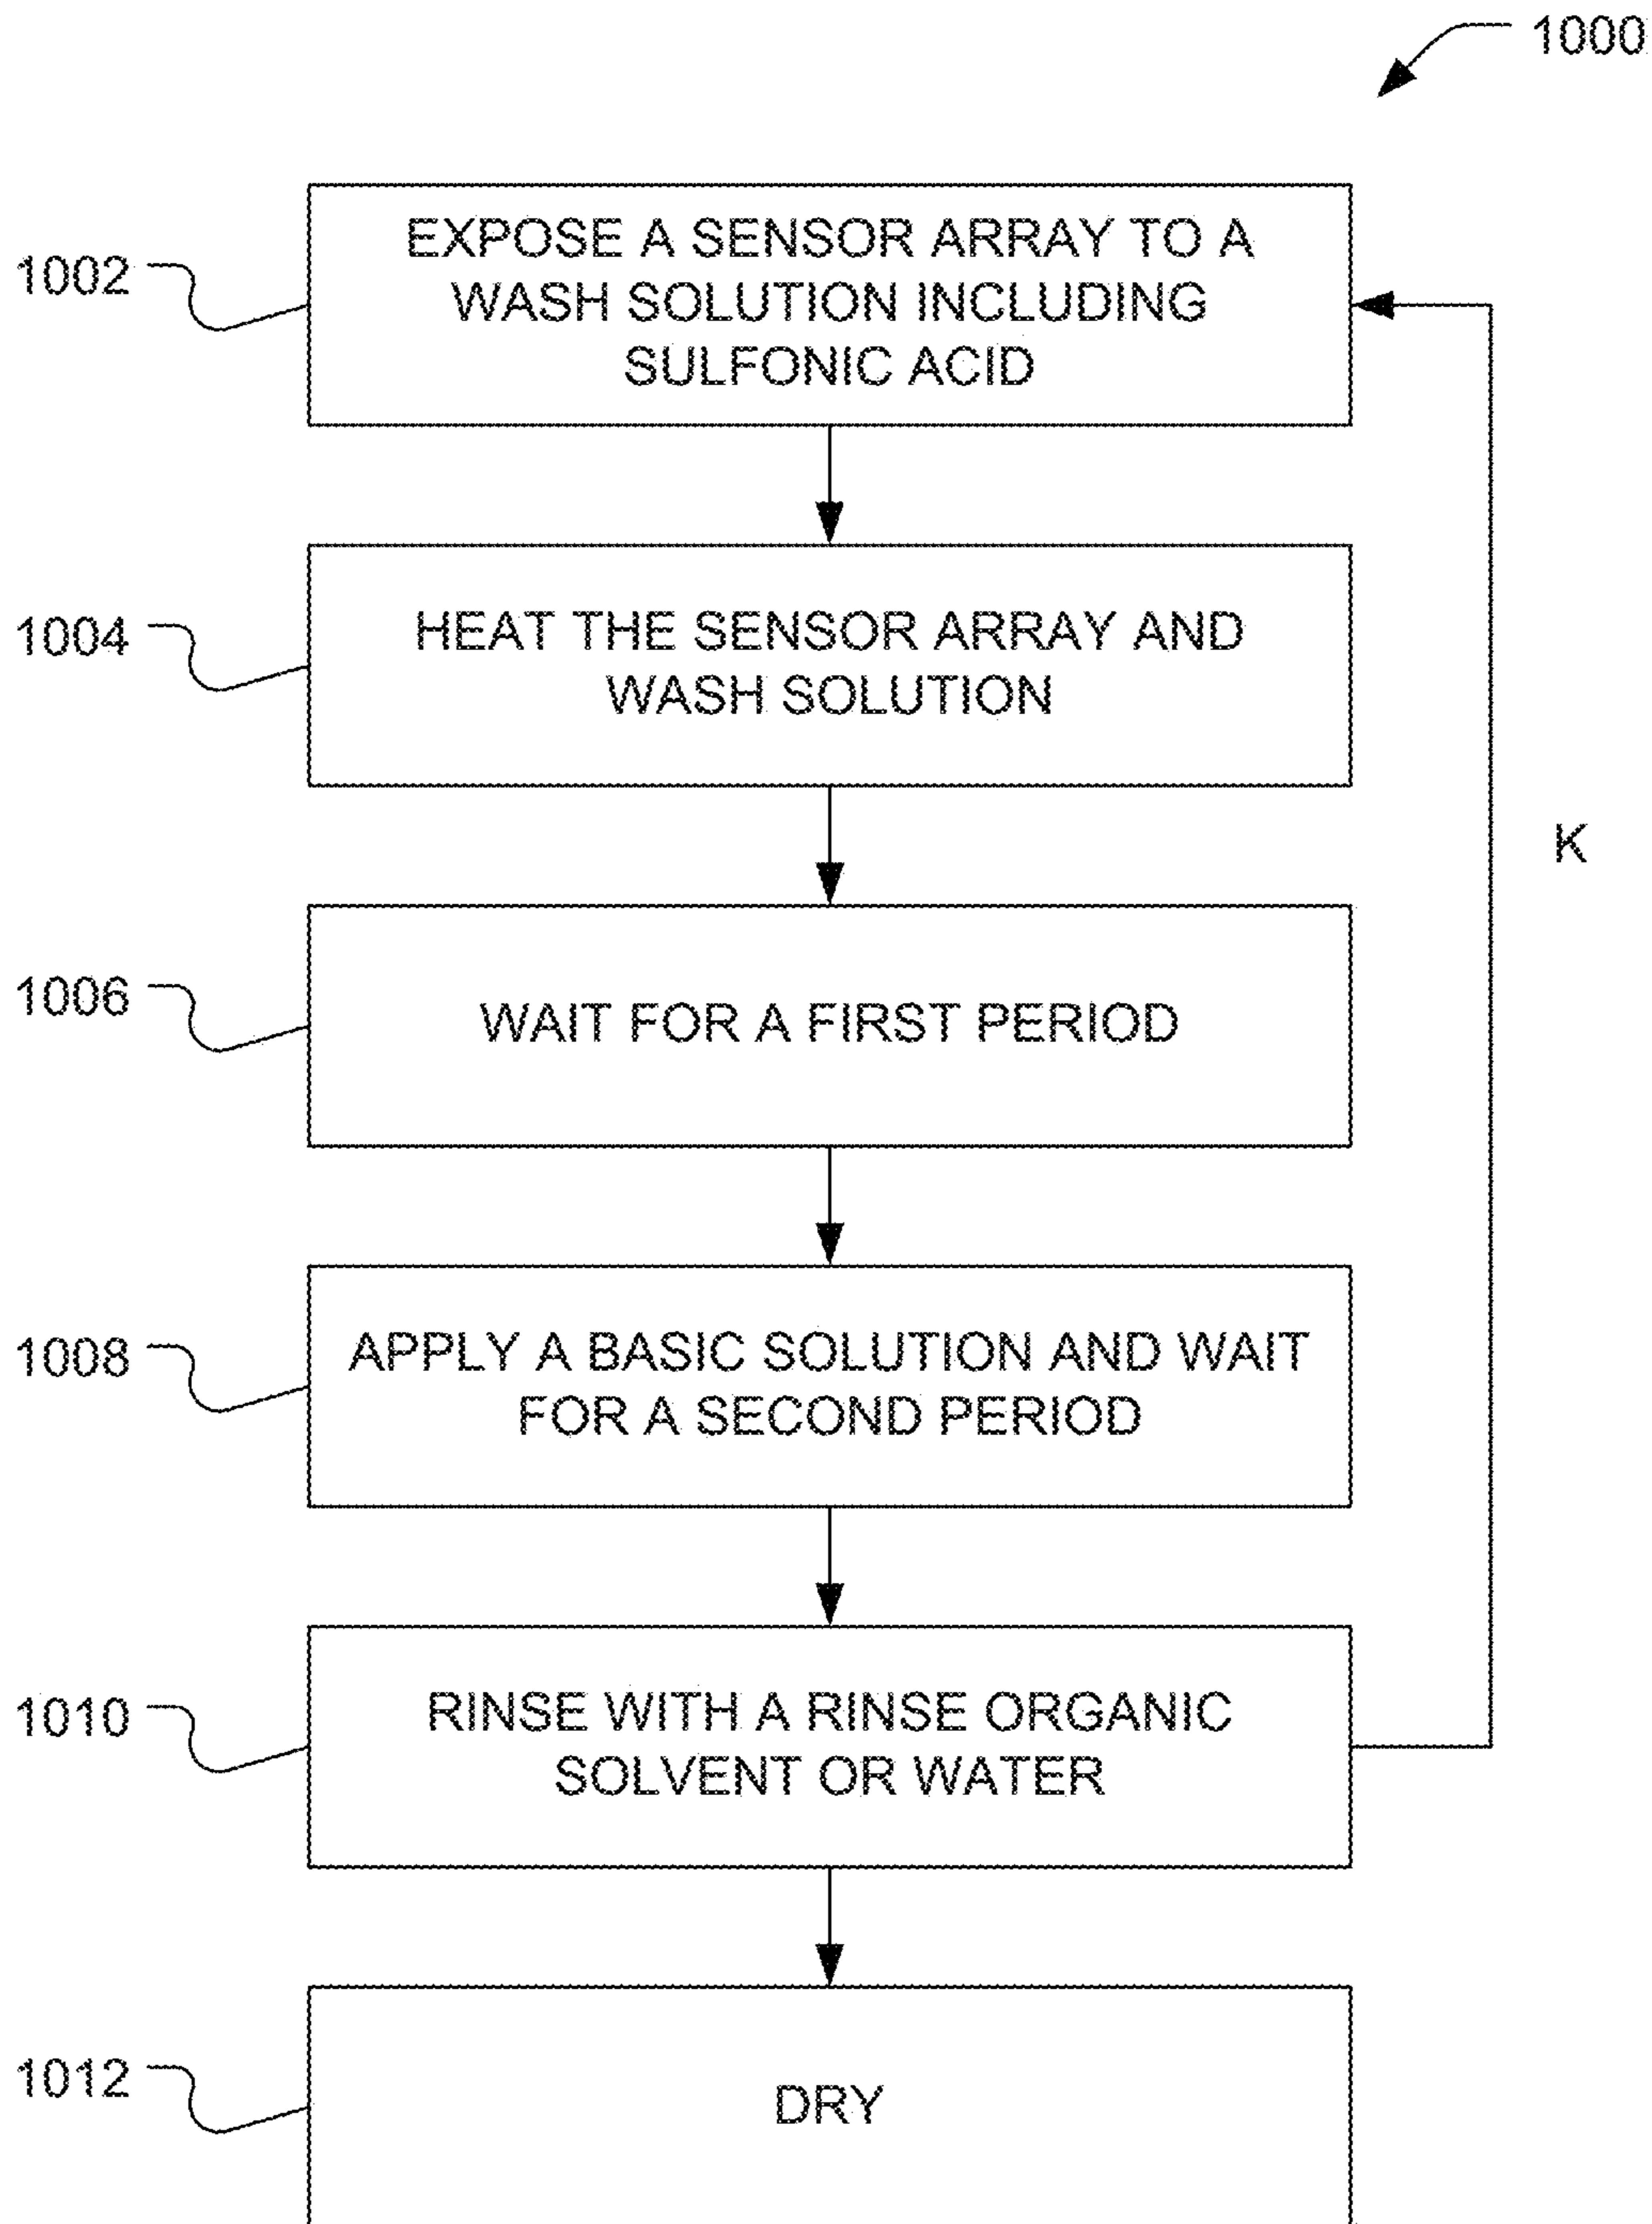 1000
1002
EXPOSE A SENSOR ARRAY TO A
WASH SOLUTION INCLUDING
SULFONIC ACID
1004
HEAT THE SENSOR ARRAY AND
WASH SOLUTION
K
1006
WAIT FOR A FIRST PERIOD
1008
APPLY A BASIC SOLUTION AND WAIT
FOR A SECOND PERIOD
1010
RINSE WITH A RINSE ORGANIC
SOLVENT OR WATER
1012
DRY